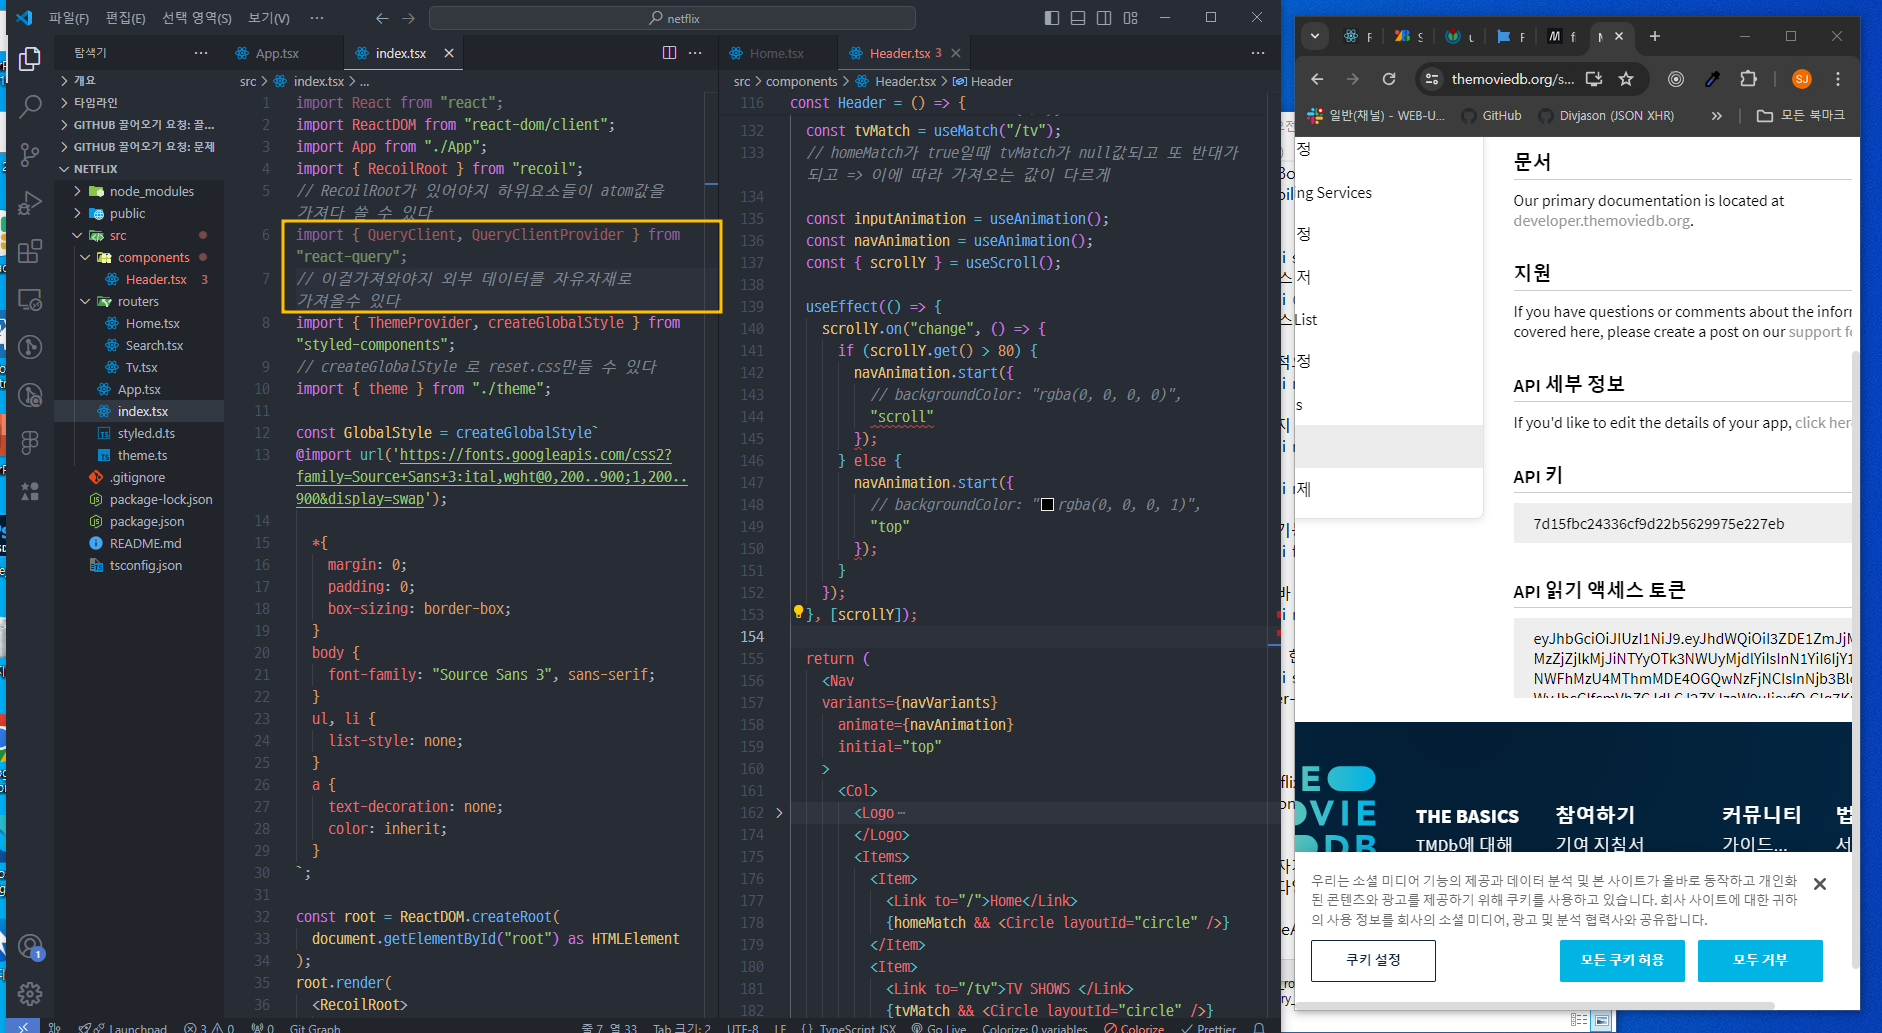 파일(F) 편집(E) 선택 영역(S) 보기(V) ··· netflix
탐색기 ···
개요
타임라인
GITHUB 끌어오기 요청: 끌...
GITHUB 끌어오기 요청: 문제
NETFLIX
node_modules
public
src
components
Header.tsx 3
routers
Home.tsx
Search.tsx
Tv.tsx
App.tsx
index.tsx
styled.d.ts
theme.ts
.gitignore
package-lock.json
package.json
README.md
tsconfig.json
App.tsx index.tsx
src > index.tsx > ...
1 import React from "react";
2 import ReactDOM from "react-dom/client";
3 import App from "./App";
4 import { RecoilRoot } from "recoil";
5 // RecoilRoot가 있어야지 하위요소들이 atom값을
가져다 쓸 수 있다
6 import { QueryClient, QueryClientProvider } from
"react-query";
7 // 이걸가져와야지 외부 데이터를 자유자재로
가져올수 있다
8 import { ThemeProvider, createGlobalStyle } from
"styled-components";
9 // createGlobalStyle 로 reset.css만들 수 있다
10 import { theme } from "./theme";
11
12 const GlobalStyle = createGlobalStyle`
13 @import url('https://fonts.googleapis.com/css2?
family=Source+Sans+3:ital,wght@0,200..900;1,200..
900&display=swap');
14
15 *{
16 margin: 0;
17 padding: 0;
18 box-sizing: border-box;
19 }
20 body {
21 font-family: "Source Sans 3", sans-serif;
22 }
23 ul, li {
24 list-style: none;
25 }
26 a {
27 text-decoration: none;
28 color: inherit;
29 }
30 `;
31
32 const root = ReactDOM.createRoot(
33 document.getElementById("root") as HTMLElement
34 );
35 root.render(
36 <RecoilRoot>
Home.tsx Header.tsx 3
src > components > Header.tsx > Header
116 const Header = () => {
132 const tvMatch = useMatch("/tv");
133 // homeMatch가 true일때 tvMatch가 null값되고 또 반대가
되고 => 이에 따라 가져오는 값이 다르게
134
135 const inputAnimation = useAnimation();
136 const navAnimation = useAnimation();
137 const { scrollY } = useScroll();
138
139 useEffect(() => {
140 scrollY.on("change", () => {
141 if (scrollY.get() > 80) {
142 navAnimation.start({
143 // backgroundColor: "rgba(0, 0, 0, 0)",
144 "scroll"
145 });
146 } else {
147 navAnimation.start({
148 // backgroundColor: "rgba(0, 0, 0, 1)",
149 "top"
150 });
151 }
152 });
153 }, [scrollY]);
154
155 return (
156 <Nav
157 variants={navVariants}
158 animate={navAnimation}
159 initial="top"
160 >
161 <Col>
162 <Logo ···
174 </Logo>
175 <Items>
176 <Item>
177 <Link to="/">Home</Link>
178 {homeMatch && <Circle layoutId="circle" />}
179 </Item>
180 <Item>
181 <Link to="/tv">TV SHOWS </Link>
182 {tvMatch && <Circle layoutId="circle" />}
Launchpad 3 0 0 Git Graph 줄 7, 열 33 Tab 크기: 2 UTF-8 LF {} TypeScript JSX Go Live Colorize: 0 variables Colorize Prettier
themoviedb.org/s... SJ
일반(채널) - WEB-U... GitHub Divjason (JSON XHR) » 모든 북마크
정
ng Services
정
저
List
정
s
제
문서
Our primary documentation is located at
developer.themoviedb.org.
지원
If you have questions or comments about the infor
covered here, please create a post on our support
API 세부 정보
If you'd like to edit the details of your app, click her
API 키
7d15fbc24336cf9d22b5629975e227eb
API 읽기 액세스 토큰
THE BASICS 참여하기 커뮤니티 법
TMDb에 대해 기여 지침서 가이드... 서
우리는 소셜 미디어 기능의 제공과 데이터 분석 및 본 사이트가 올바로 동작하고 개인화
된 콘텐츠와 광고를 제공하기 위해 쿠키를 사용하고 있습니다. 회사 사이트에 대한 귀하
의 사용 정보를 회사의 소셜 미디어, 광고 및 분석 협력사와 공유합니다.
쿠키 설정 모든 쿠키 허용 모두 거부